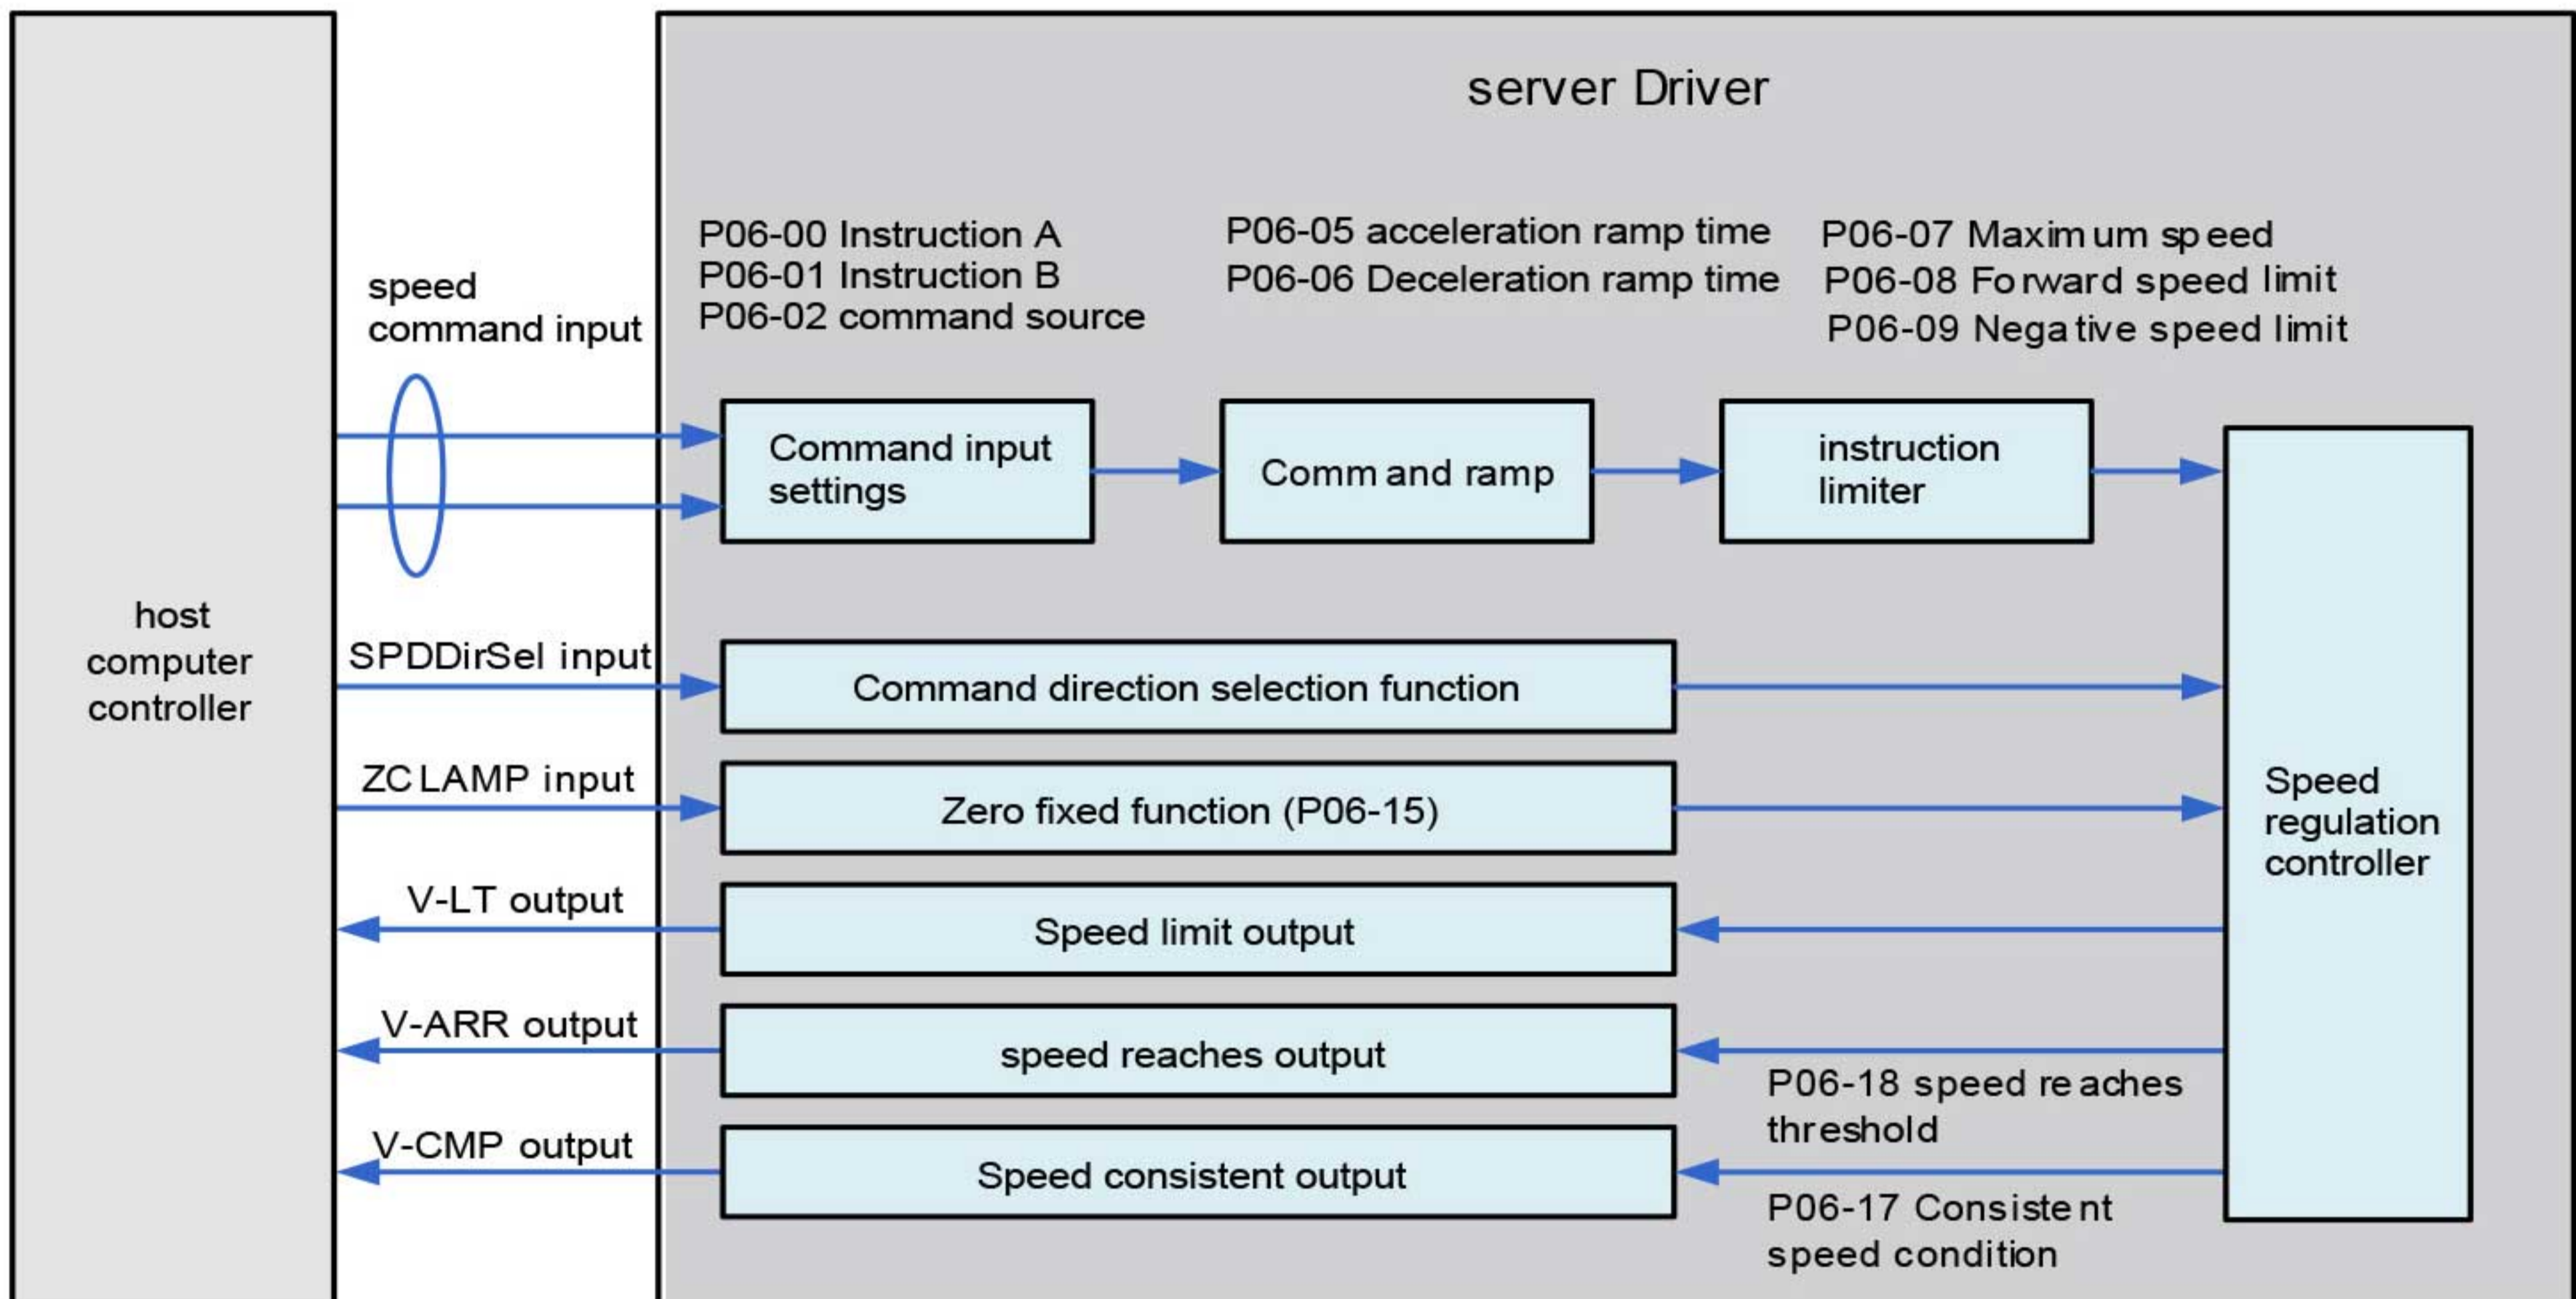 server Driver
P06-00 Instruction A
P06-01 Instruction B
P06-02 command source
P06-05 acceleration ramp time
P06-06 Deceleration ramp time
P06-07 Maximum speed
P06-08 Forward speed limit
P06-09 Negative speed limit
speed
command input
Command input
settings
Command ramp
instruction
limiter
host
computer
controller
SPDDirSel input
Command direction selection function
ZCLAMP input
Zero fixed function (P06-15)
Speed
regulation
controller
V-LT output
Speed limit output
V-ARR output
speed reaches output
P06-18 speed reaches
threshold
V-CMP output
Speed consistent output
P06-17 Consistent
speed condition